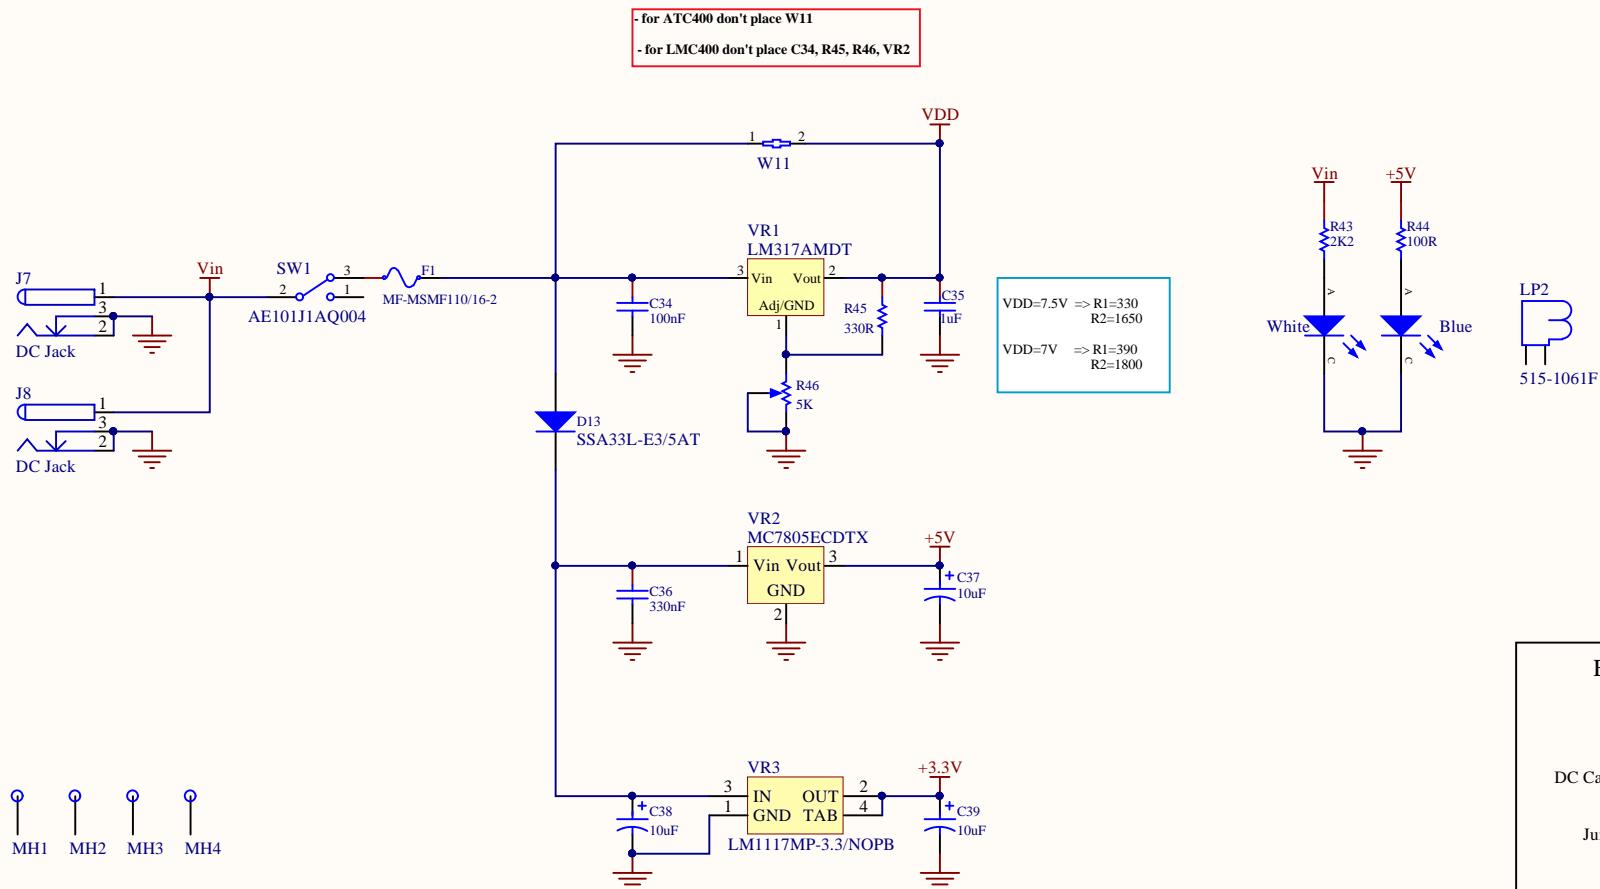 - for ATC400 don't place W11
- for LMC400 don't place C34, R45, R46, VR2
VDD
1 2
W11
VR1
LM317AMDT
3 Vin Vout 2
Adj/GND
1
Vin
SW1
3
2
1
AE101J1AQ004
F1
MF-MSMF110/16-2
J7
1
3
2
DC Jack
J8
1
3
2
DC Jack
C34
100nF
R45
330R
C35
1uF
R46
5K
VDD=7.5V => R1=330
R2=1650
VDD=7V => R1=390
R2=1800
D13
SSA33L-E3/5AT
Vin
+5V
R43
2K2
R44
100R
A
A
White
Blue
C
C
LP2
515-1061F
VR2
MC7805ECDTX
1 Vin Vout 3
GND
2
+5V
C36
330nF
C37
10uF
VR3
+3.3V
3 IN OUT 2
1 GND TAB 4
LM1117MP-3.3/NOPB
C38
10uF
C39
10uF
MH1 MH2 MH3 MH4
DC